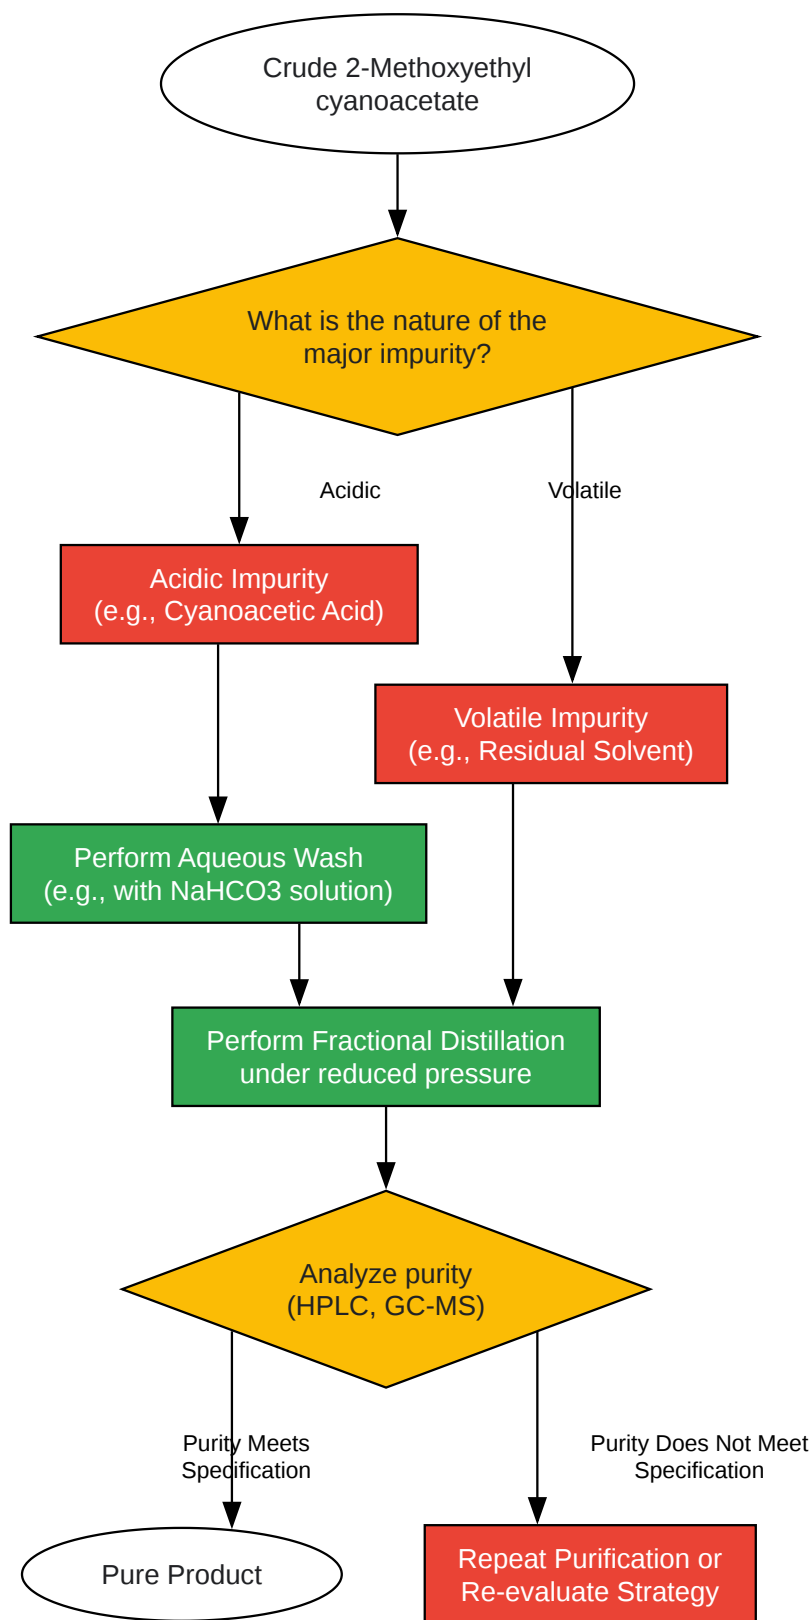 Crude 2-Methoxyethyl
cyanoacetate
What is the nature of the
major impurity?
Acidic
Volatile
Acidic Impurity
(e.g., Cyanoacetic Acid)
Volatile Impurity
(e.g., Residual Solvent)
Perform Aqueous Wash
(e.g., with NaHCO3 solution)
Perform Fractional Distillation
under reduced pressure
Analyze purity
(HPLC, GC-MS)
Purity Meets
Specification
Purity Does Not Meet
Specification
Pure Product
Repeat Purification or
Re-evaluate Strategy